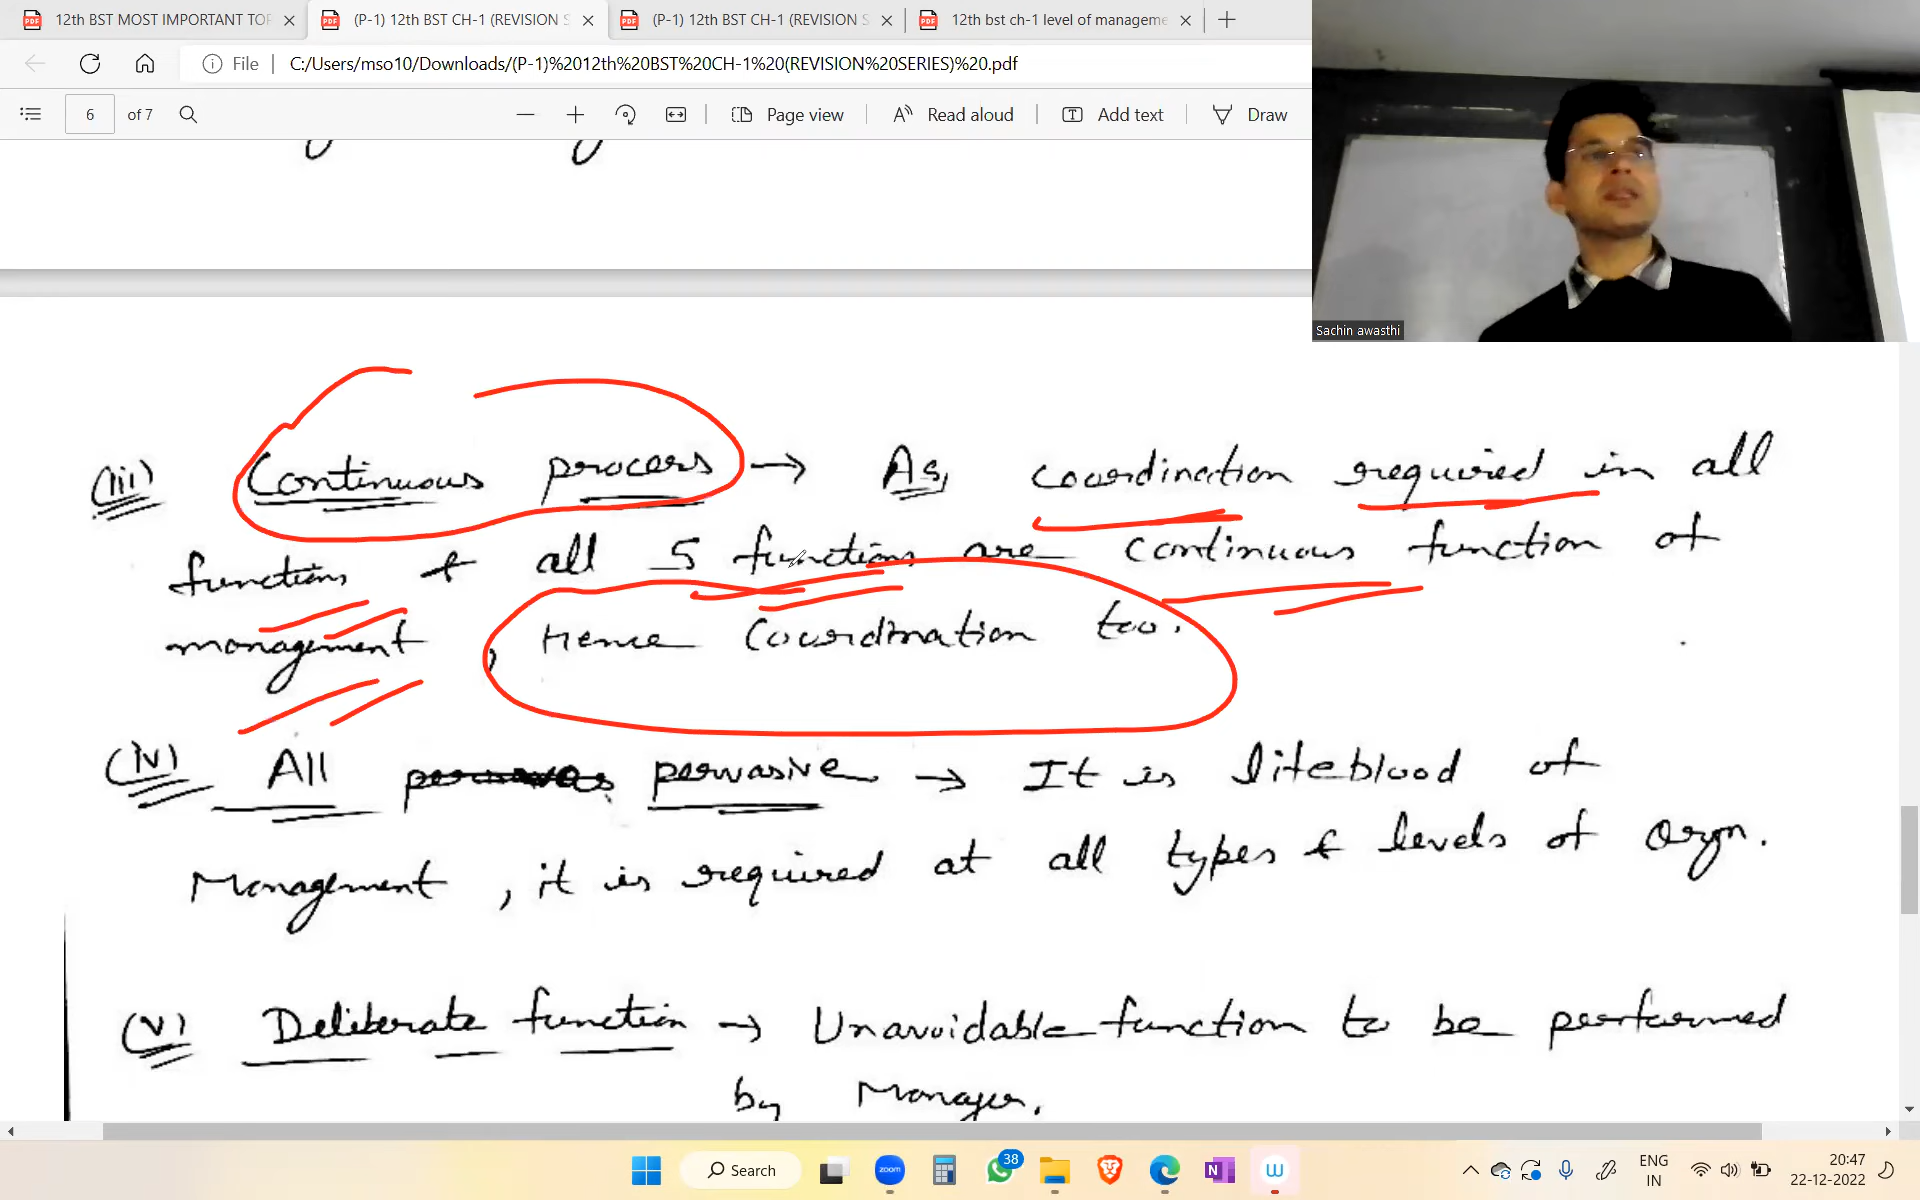 12th BST MOST IMPORTANT TO
(P-1) 12th BST CH-1 (REVISION S
(P-1) 12th BST CH-1 (REVISION S
12th bst ch-1 level of manageme
File
C:/Users/mso10/Downloads/(P-1)%2012th%20BST%20CH-1%20(REVISION%20SERIES)%20.pdf
6 of 7
Page view
Read aloud
Add text
Draw
Sachin awasthi
(iii) Continuous process → As, coordination required in all
function & all 5 functions are continuous function of
management, Hence Coordination too.
(iv) All pervasive → It is lifeblood of
Management, it is required at all types & levels of orgn.
(v) Deliberate function → Unavoidable function to be performed
by Manager.
Search
zoom
38
N
W
ENG
IN
20:47
22-12-2022